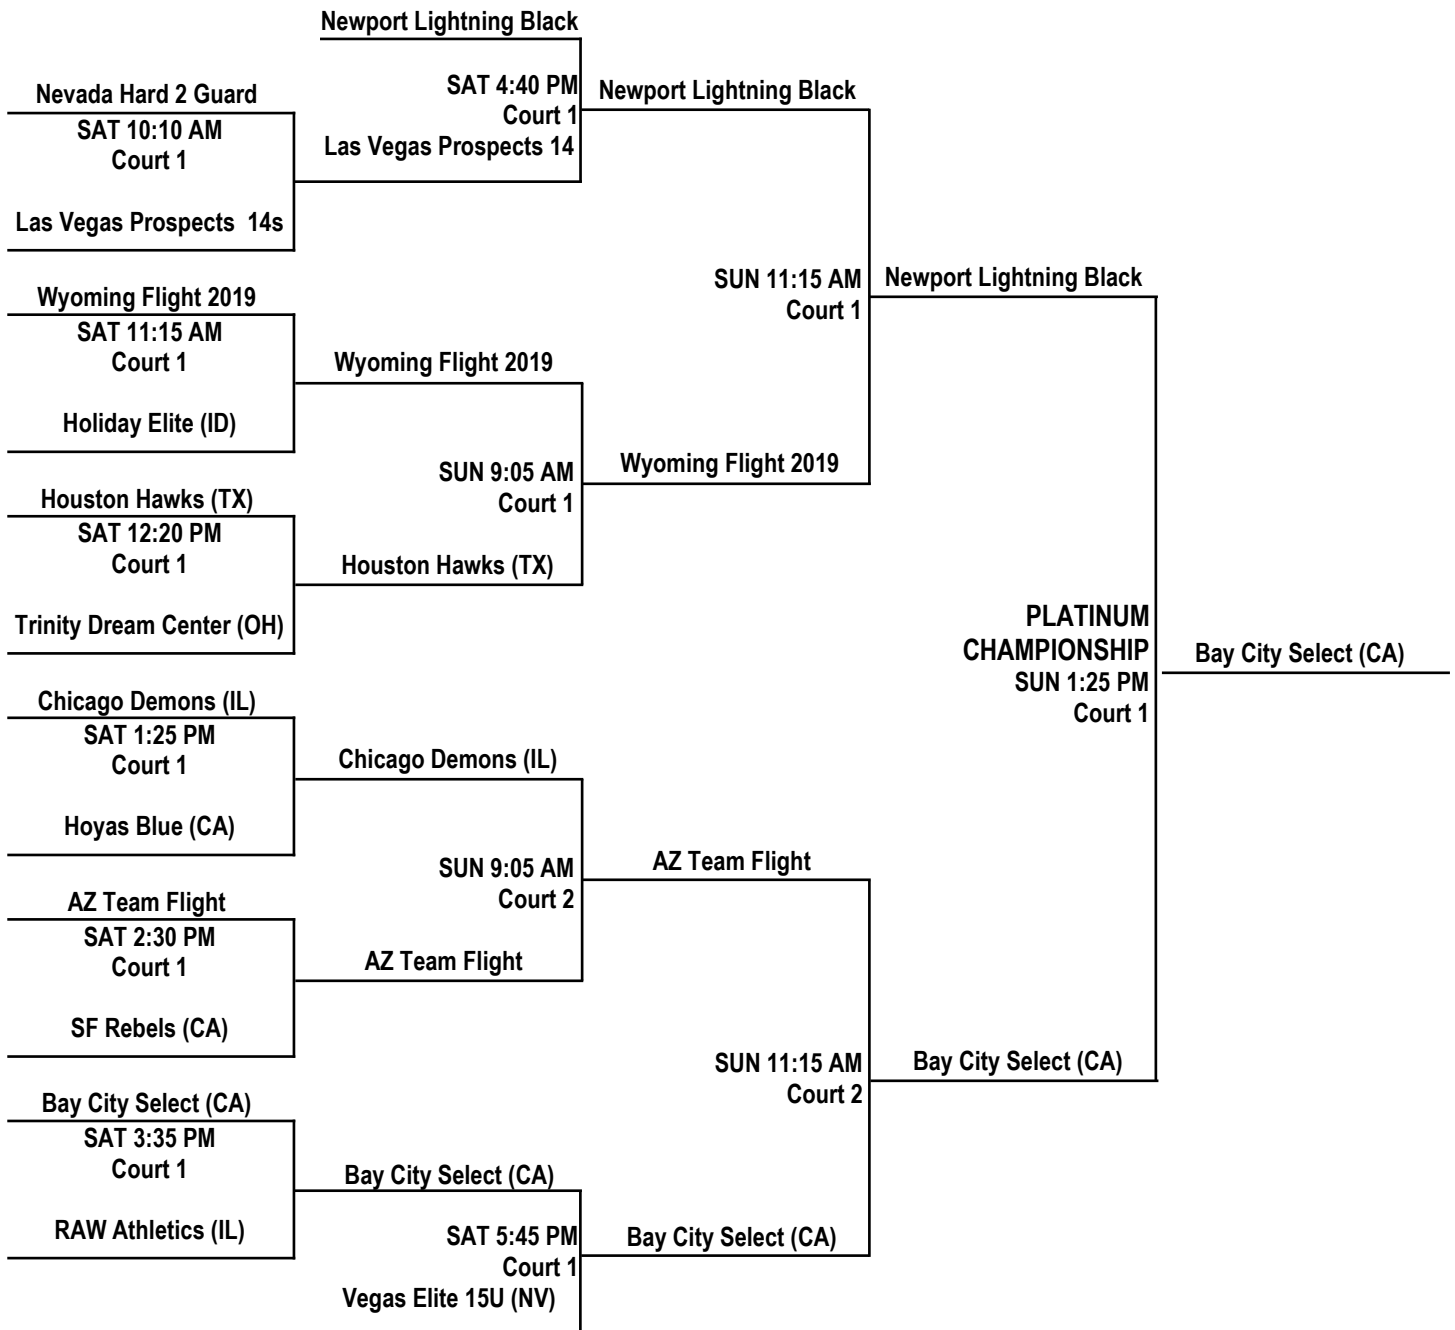 Newport Lightning Black
Nevada Hard 2 Guard
SAT 10:10 AM
Court 1
Las Vegas Prospects  14s
SAT 4:40 PM
Court 1
Las Vegas Prospects 14
Newport Lightning Black
Wyoming Flight 2019
SAT 11:15 AM
Court 1
Holiday Elite (ID)
Wyoming Flight 2019
SUN 11:15 AM
Court 1
Newport Lightning Black
Houston Hawks (TX)
SAT 12:20 PM
Court 1
Trinity Dream Center (OH)
SUN 9:05 AM
Court 1
Houston Hawks (TX)
Wyoming Flight 2019
PLATINUM
CHAMPIONSHIP
SUN 1:25 PM
Court 1
Bay City Select (CA)
Chicago Demons (IL)
SAT 1:25 PM
Court 1
Hoyas Blue (CA)
Chicago Demons (IL)
SUN 9:05 AM
Court 2
AZ Team Flight
AZ Team Flight
SAT 2:30 PM
Court 1
SF Rebels (CA)
AZ Team Flight
SUN 11:15 AM
Court 2
Bay City Select (CA)
Bay City Select (CA)
SAT 3:35 PM
Court 1
RAW Athletics (IL)
Bay City Select (CA)
SAT 5:45 PM
Court 1
Vegas Elite 15U (NV)
Bay City Select (CA)